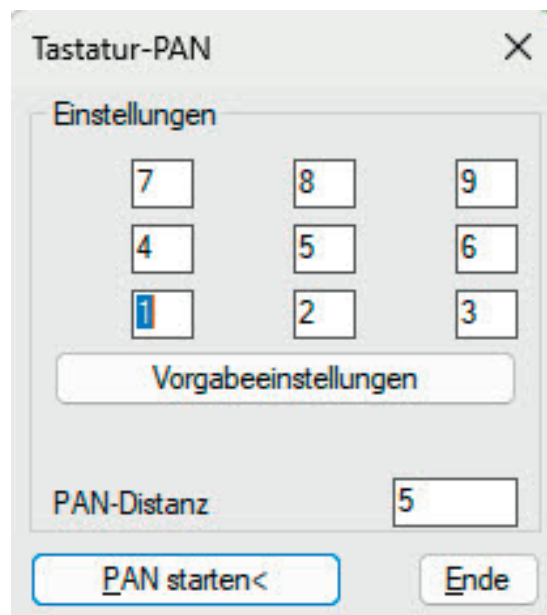 Tastatur-PAN
Einstellungen
7 8 9
4 5 6
1 2 3
Vorgabeeinstellungen
PAN-Distanz 5
PAN starten< Ende